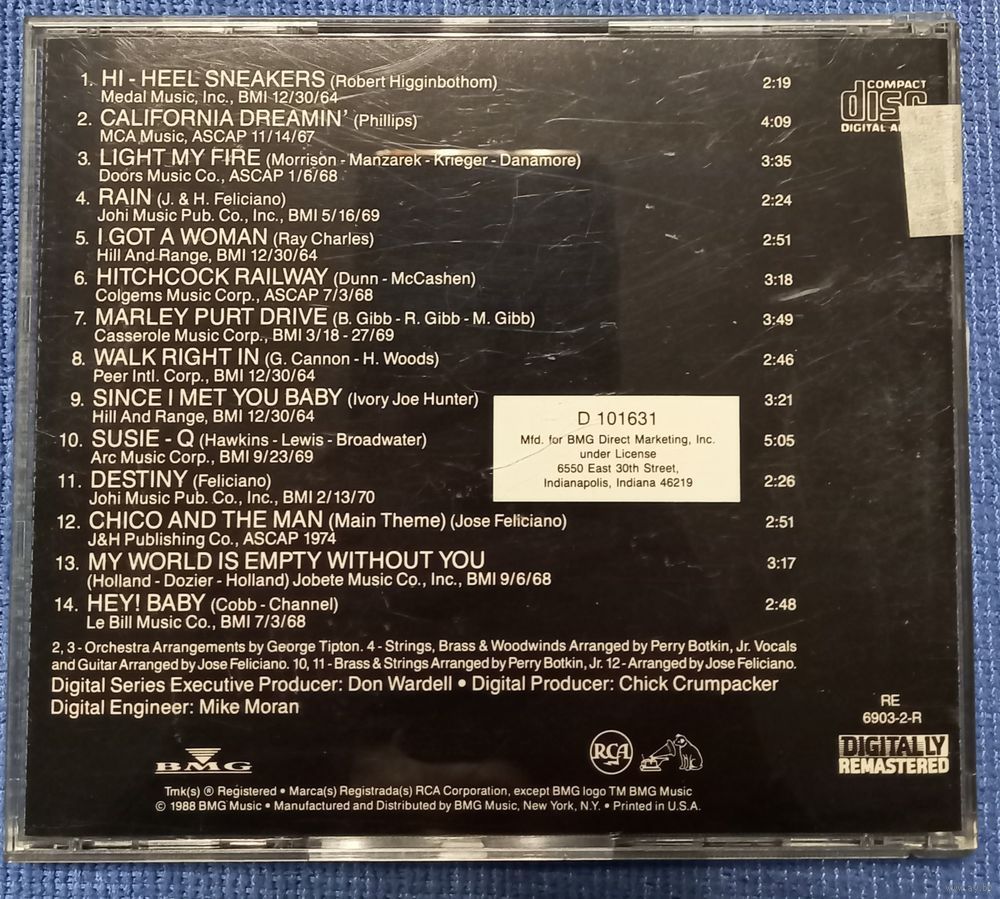 1. HI - HEEL SNEAKERS (Robert Higginbothom) 2:19
Medal Music, Inc., BMI 12/30/64
2. CALIFORNIA DREAMIN' (Phillips) 4:09
MCA Music, ASCAP 11/14/67
3. LIGHT MY FIRE (Morrison - Manzarek - Krieger - Danamore) 3:35
Doors Music Co., ASCAP 1/6/68
4. RAIN (J. & H. Feliciano) 2:24
Johi Music Pub. Co., Inc., BMI 5/16/69
5. I GOT A WOMAN (Ray Charles) 2:51
Hill And Range, BMI 12/30/64
6. HITCHCOCK RAILWAY (Dunn - McCashen) 3:18
Colgems Music Corp., ASCAP 7/3/68
7. MARLEY PURT DRIVE (B. Gibb - R. Gibb - M. Gibb) 3:49
Casserole Music Corp., BMI 3/18 - 27/69
8. WALK RIGHT IN (G. Cannon - H. Woods) 2:46
Peer Intl. Corp., BMI 12/30/64
9. SINCE I MET YOU BABY (Ivory Joe Hunter) 3:21
Hill And Range, BMI 12/30/64
10. SUSIE - Q (Hawkins - Lewis - Broadwater) 5:05
Arc Music Corp., BMI 9/23/69
11. DESTINY (Feliciano) 2:26
Johi Music Pub. Co., Inc., BMI 2/13/70
12. CHICO AND THE MAN (Main Theme) (Jose Feliciano) 2:51
J&H Publishing Co., ASCAP 1974
13. MY WORLD IS EMPTY WITHOUT YOU 3:17
(Holland - Dozier - Holland) Jobete Music Co., Inc., BMI 9/6/68
14. HEY! BABY (Cobb - Channel) 2:48
Le Bill Music Co., BMI 7/3/68
COMPACT
disc
DIGITAL
D 101631
Mfd. for BMG Direct Marketing, Inc.
under License
6550 East 30th Street,
Indianapolis, Indiana 46219
2, 3 - Orchestra Arrangements by George Tipton. 4 - Strings, Brass & Woodwinds Arranged by Perry Botkin, Jr. Vocals
and Guitar Arranged by Jose Feliciano. 10, 11 - Brass & Strings Arranged by Perry Botkin, Jr. 12 - Arranged by Jose Feliciano.
Digital Series Executive Producer: Don Wardell • Digital Producer: Chick Crumpacker
Digital Engineer: Mike Moran
RE
6903-2-R
DIGITALLY
REMASTERED
BMG
RCA
Tmk(s) ® Registered • Marca(s) Registrada(s) RCA Corporation, except BMG logo TM BMG Music
© 1988 BMG Music • Manufactured and Distributed by BMG Music, New York, N.Y. • Printed in U.S.A.